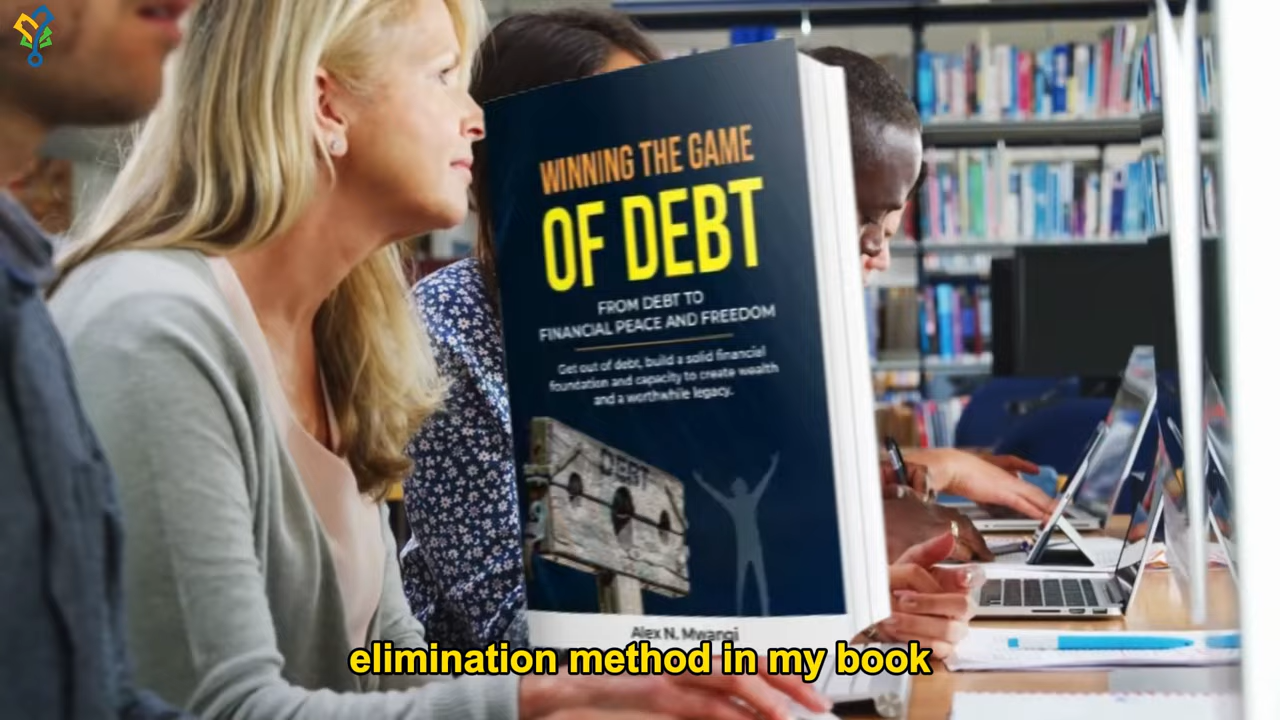 WINNING THE GAME
OF DEBT
FROM DEBT TO
FINANCIAL PEACE AND FREEDOM
Get out of debt, build a solid financial
foundation and capacity to create wealth
and a worthwhile legacy.
DEBT
Alex N. Mwangi
elimination method in my book